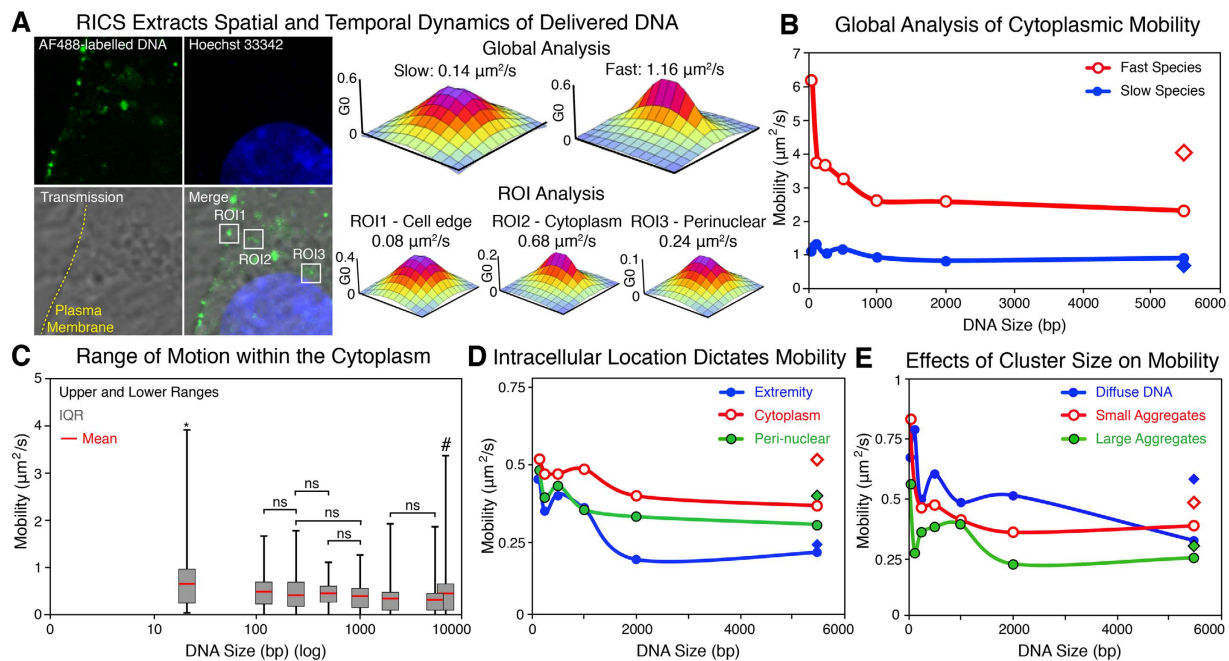 A RICS Extracts Spatial and Temporal Dynamics of Delivered DNA
AF488-labelled DNA
Hoechst 33342
Transmission
Merge
ROI1
ROI2
ROI3
Plasma
Membrane
Global Analysis
Slow: 0.14 µm²/s
Fast: 1.16 µm²/s
0.6
G0
0
0.6
G0
0
ROI Analysis
ROI1 - Cell edge
0.08 µm²/s
ROI2 - Cytoplasm
0.68 µm²/s
ROI3 - Perinuclear
0.24 µm²/s
0.4
G0
0
0.2
G0
0
0.1
G0
0
B Global Analysis of Cytoplasmic Mobility
Fast Species
Slow Species
Mobility (µm²/s)
7
6
5
4
3
2
1
0
0 1000 2000 3000 4000 5000 6000
DNA Size (bp)
C Range of Motion within the Cytoplasm
Upper and Lower Ranges
IQR
Mean
Mobility (µm²/s)
5
4
3
2
1
0
*
ns
ns
ns
ns
ns
#
0 10 100 1000 10000
DNA Size (bp) (log)
D Intracellular Location Dictates Mobility
Extremity
Cytoplasm
Peri-nuclear
Mobility (µm²/s)
0.75
0.5
0.25
0
0 2000 4000 6000
DNA Size (bp)
E Effects of Cluster Size on Mobility
Diffuse DNA
Small Aggregates
Large Aggregates
Mobility (µm²/s)
1
0.75
0.5
0.25
0
0 1000 2000 3000 4000 5000 6000
DNA Size (bp)